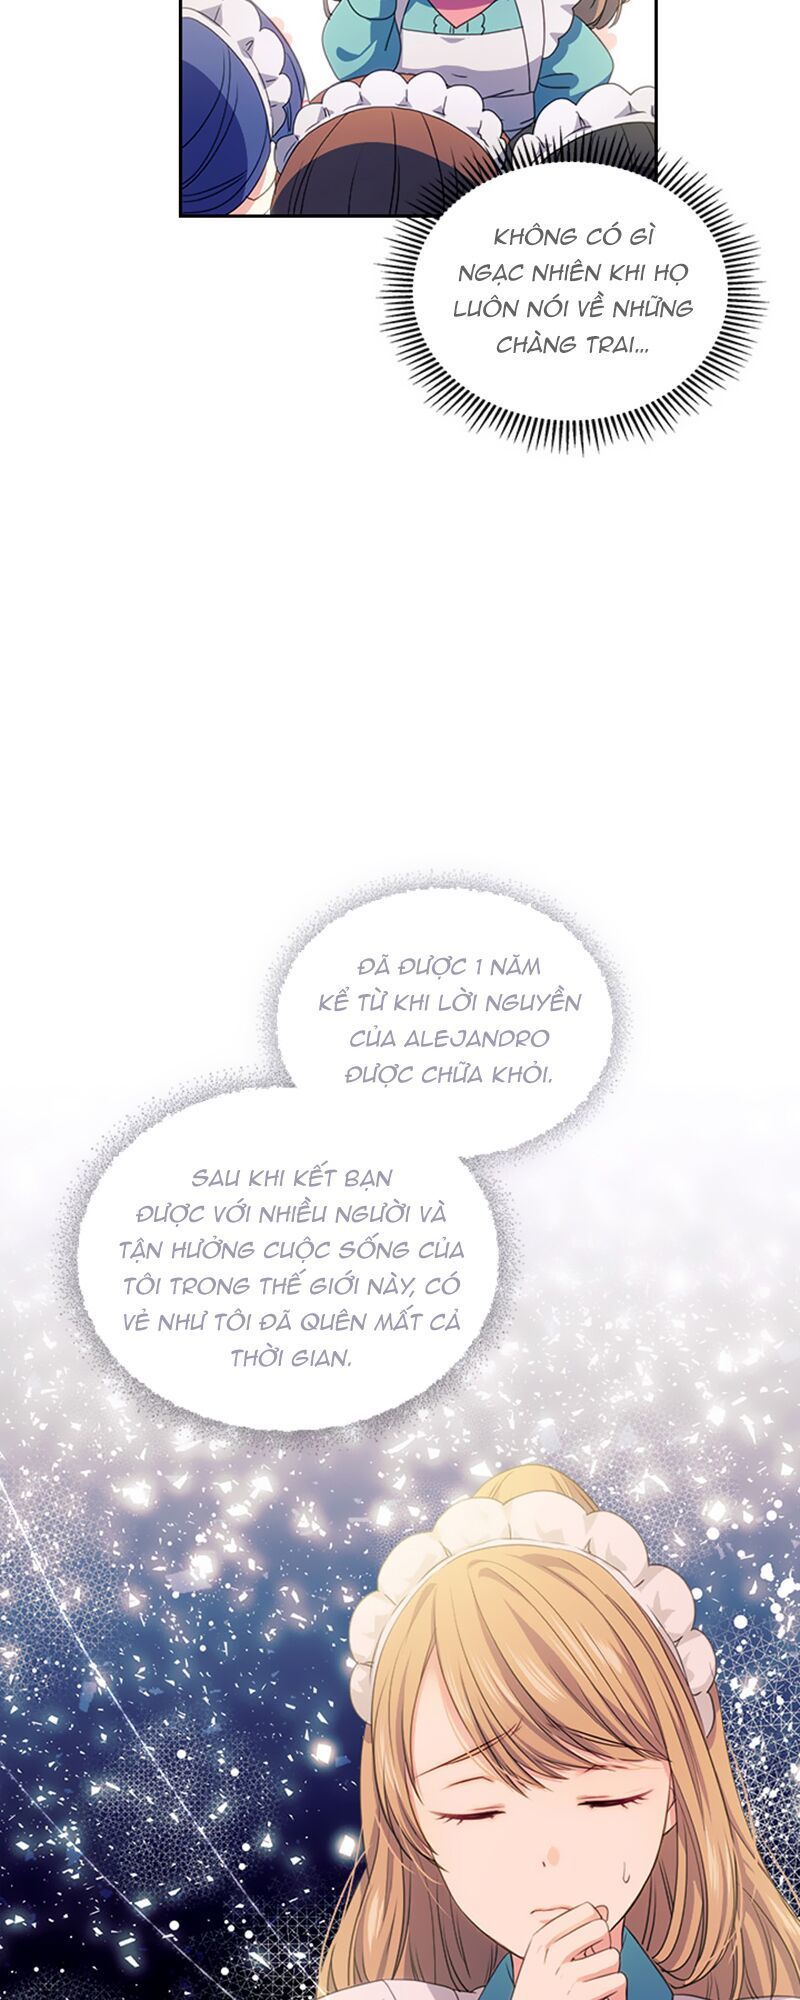 KHÔNG CÓ GÌ
NGẠC NHIÊN KHI HỌ
LUÔN NÓI VỀ NHỮNG
CHÀNG TRAI...
ĐÃ ĐƯỢC 1 NĂM
KỂ TỪ KHI LỜI NGUYỀN
CỦA ALEJANDRO
ĐƯỢC CHỮA KHỎI.
SAU KHI KẾT BẠN
ĐƯỢC VỚI NHIỀU NGƯỜI VÀ
TẬN HƯỞNG CUỘC SỐNG CỦA
TÔI TRONG THẾ GIỚI NÀY, CÓ
VẺ NHƯ TÔI ĐÃ QUÊN MẤT CẢ
THỜI GIAN.